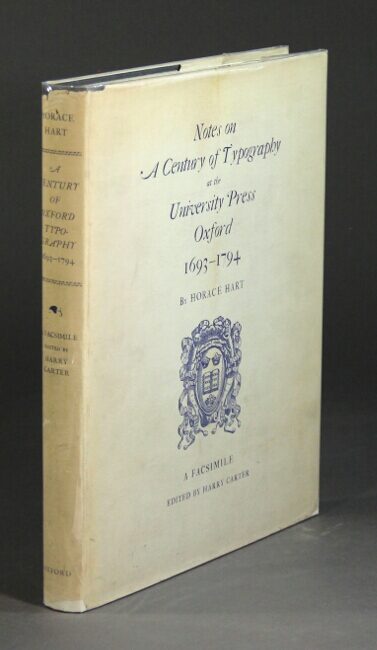 HORACE
HART
A
CENTURY
OF
OXFORD
TYPO-
GRAPHY
1693–1794
A FACSIMILE
EDITED BY
HARRY
CARTER
OXFORD
Notes on
A Century of Typography
at the
University Press
Oxford
1693–1794
By HORACE HART
A FACSIMILE
EDITED BY HARRY CARTER